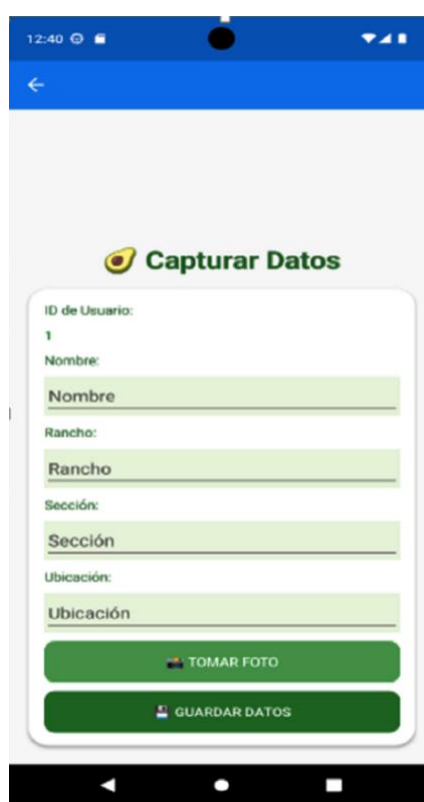 12:40
Capturar Datos
ID de Usuario:
1
Nombre:
Nombre
Rancho:
Rancho
Sección:
Sección
Ubicación:
Ubicación
TOMAR FOTO
GUARDAR DATOS